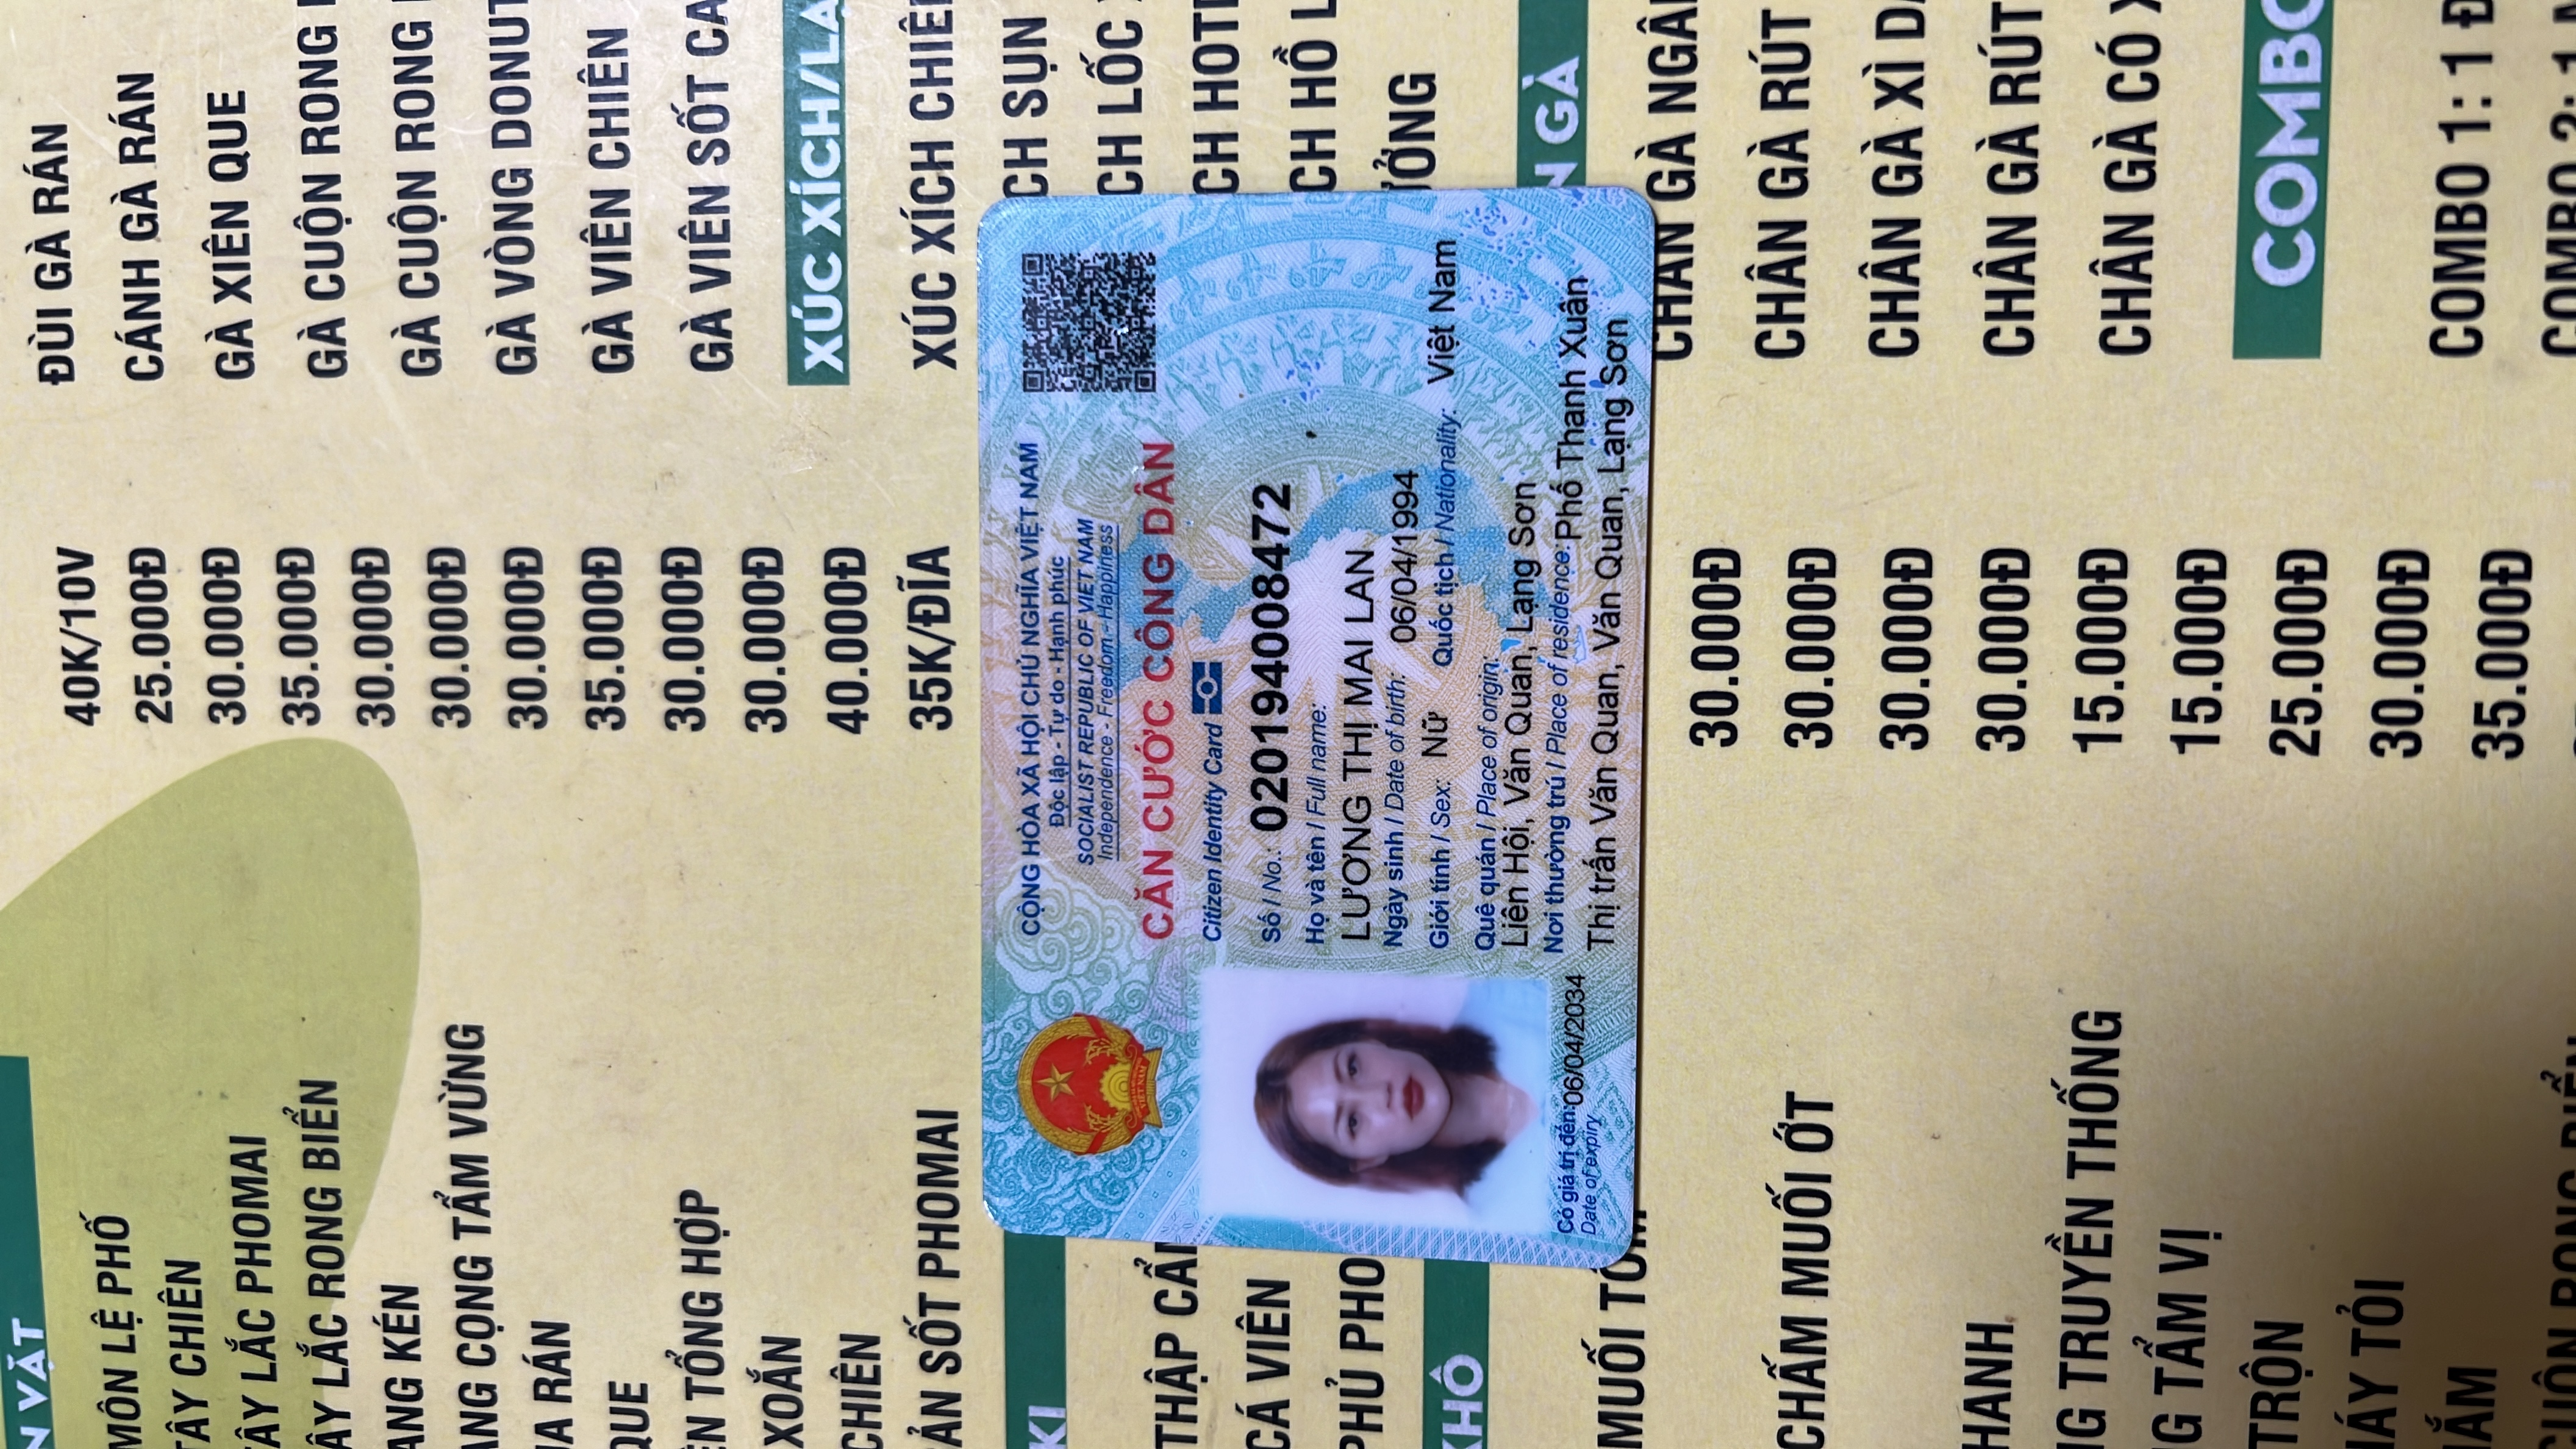 N VẶT
MÔN LỆ PHỐ 40K/10V
TÂY CHIÊN 25.000Đ
ÂY LẮC PHOMAI 30.000Đ
ÂY LẮC RONG BIỂN 35.000Đ
ANG KÉN 30.000Đ
ANG CỌNG TẨM VỪNG 30.000Đ
RÁN 30.000Đ
QUE 35.000Đ
TỔNG HỢP 30.000Đ
XOẮN 30.000Đ
CHIÊN 40.000Đ
ẢN SỐT PHOMAI 35K/ĐĨA
KI
THẬP CẨM
CÁ VIÊN
PHỦ PHO
KHÔ
MUỐI TÔM
30.000Đ
CHẤM MUỐI ỚT 30.000Đ
30.000Đ
HANH 30.000Đ
NG TRUYỀN THỐNG 15.000Đ
NG TẨM VỊ 15.000Đ
TRỘN 25.000Đ
HÁY TỎI 30.000Đ
MẮM 35.000Đ
CUỘN RONG BIỂN
ĐÙI GÀ RÁN
CÁNH GÀ RÁN
GÀ XIÊN QUE
GÀ CUỘN RONG
GÀ CUỘN RONG
GÀ VÒNG DONUT
GÀ VIÊN CHIÊN
GÀ VIÊN SỐT CA
XÚC XÍCH/LẠ
XÚC XÍCH CHIÊN
CH SỤN
CH LỐC
CH HOT
CH HỒ L
ƯỞNG
N GÀ
CHÂN GÀ NGÂ
CHÂN GÀ RÚT
CHÂN GÀ XÌ D
CHÂN GÀ RÚT
CHÂN GÀ CÓ X
COMBO
COMBO 1: 1 Đ
COMBO 2: 1
CỘNG HÒA XÃ HỘI CHỦ NGHĨA VIỆT NAM
Độc lập - Tự do - Hạnh phúc
SOCIALIST REPUBLIC OF VIET NAM
Independence - Freedom - Happiness
CĂN CƯỚC CÔNG DÂN
Citizen Identity Card
Số / No.: 020194008472
Họ và tên / Full name:
LƯƠNG THỊ MAI LAN
Ngày sinh / Date of birth: 06/04/1994
Giới tính / Sex: Nữ Quốc tịch / Nationality: Việt Nam
Quê quán / Place of origin:
Liên Hội, Văn Quan, Lạng Sơn
Nơi thường trú / Place of residence: Phố Thanh Xuân
Thị trấn Văn Quan, Văn Quan, Lạng Sơn
Có giá trị đến: 06/04/2034
Date of expiry
VIỆT NAM